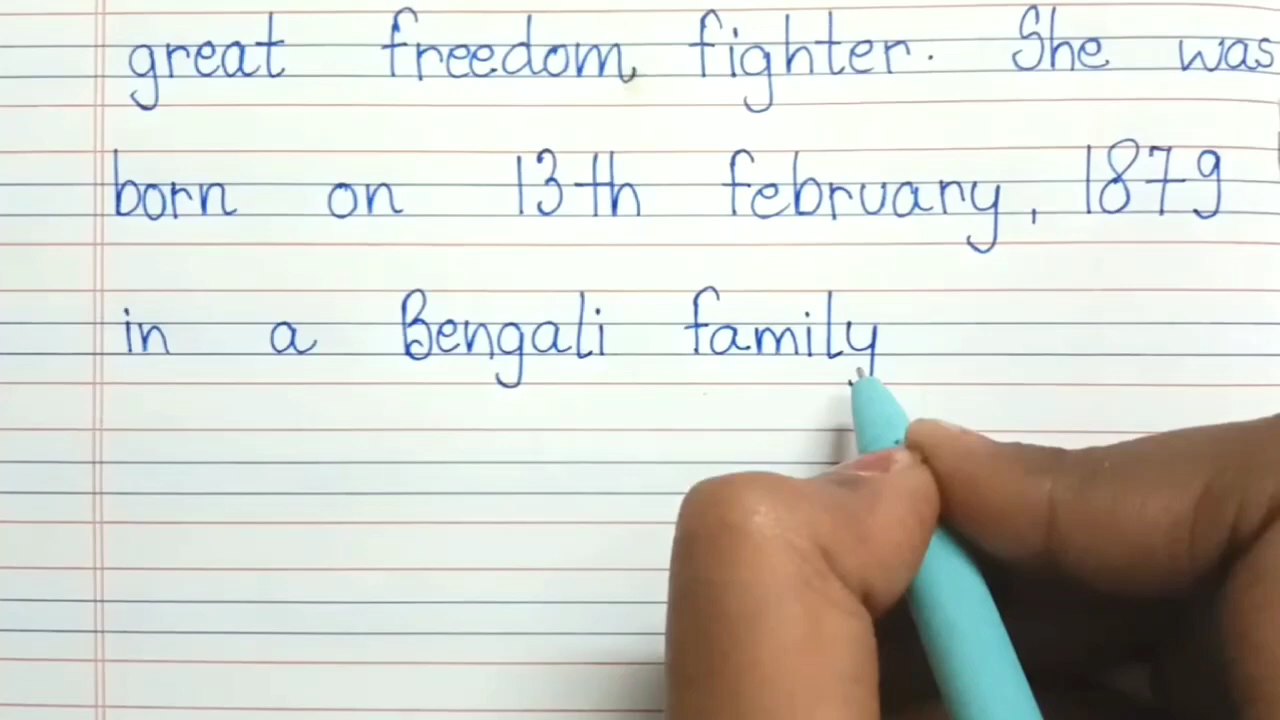 great freedom fighter. She was
born on 13th february, 1879
in a Bengali family